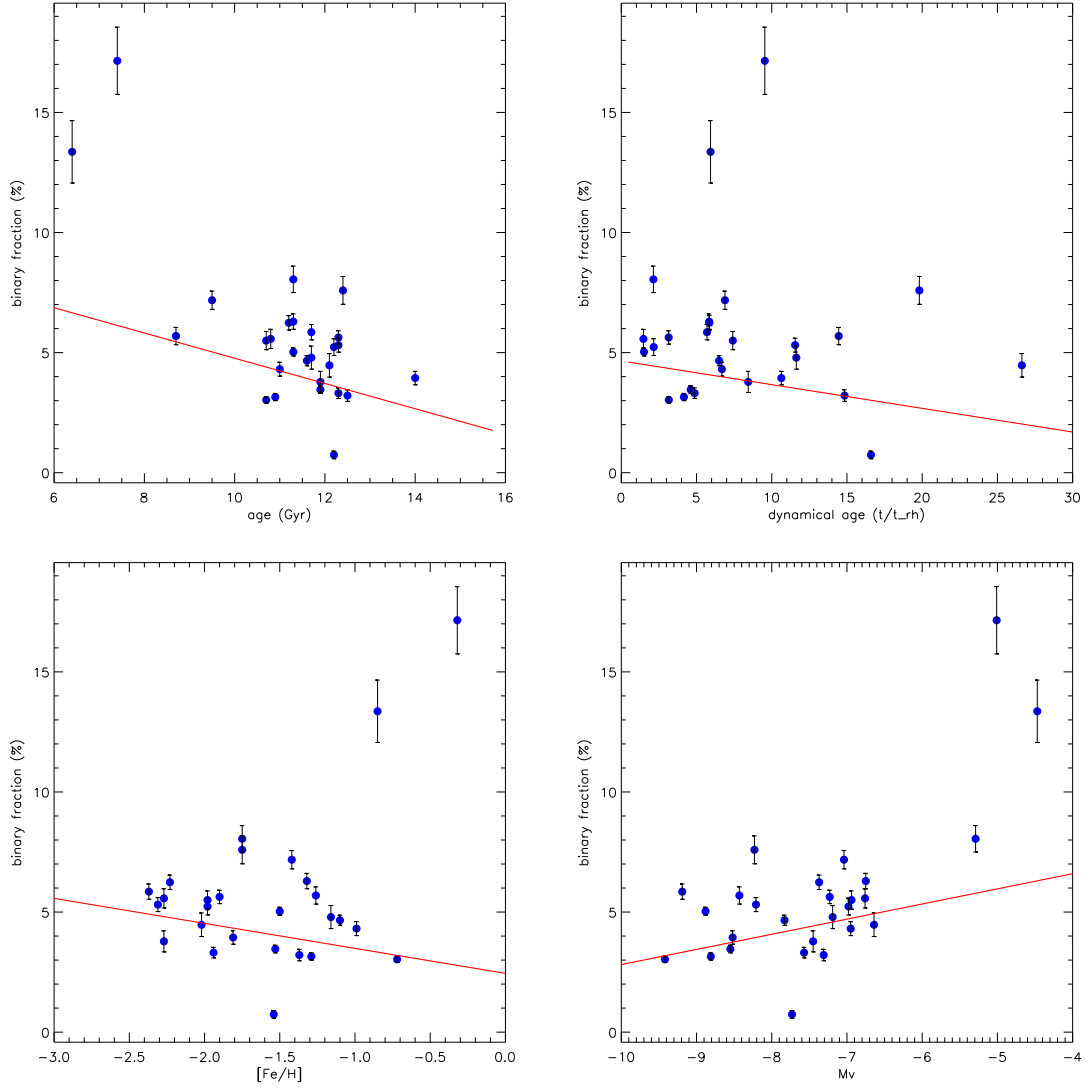 binary fraction (%)
15
10
5
0
6 8 10 12 14 16
age (Gyr)
binary fraction (%)
15
10
5
0
0 5 10 15 20 25 30
dynamical age (t/t_rh)
binary fraction (%)
15
10
5
0
−3.0 −2.5 −2.0 −1.5 −1.0 −0.5 0.0
[Fe/H]
binary fraction (%)
15
10
5
0
−10 −9 −8 −7 −6 −5 −4
Mv